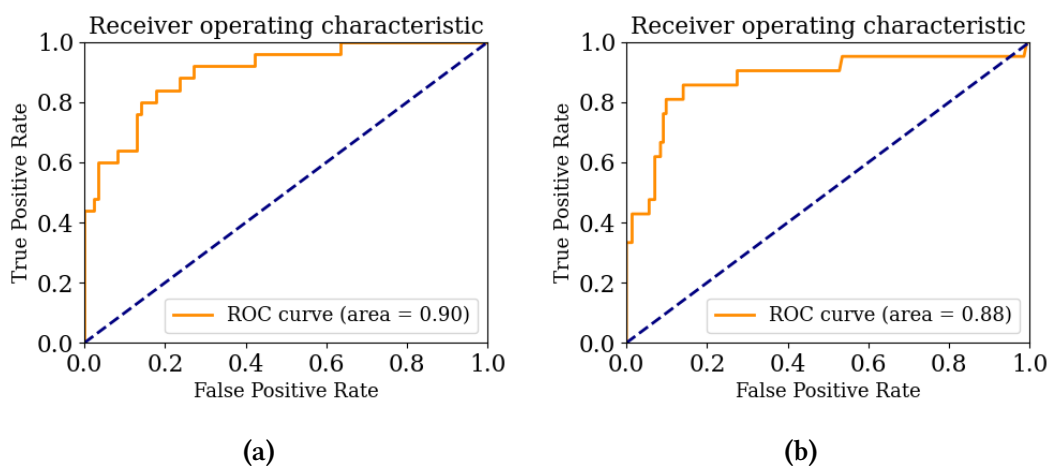 Receiver operating characteristic
1.0
0.8
0.6
0.4
0.2
0.0
True Positive Rate
ROC curve (area = 0.90)
0.0 0.2 0.4 0.6 0.8 1.0
False Positive Rate
(a)
Receiver operating characteristic
1.0
0.8
0.6
0.4
0.2
0.0
True Positive Rate
ROC curve (area = 0.88)
0.0 0.2 0.4 0.6 0.8 1.0
False Positive Rate
(b)